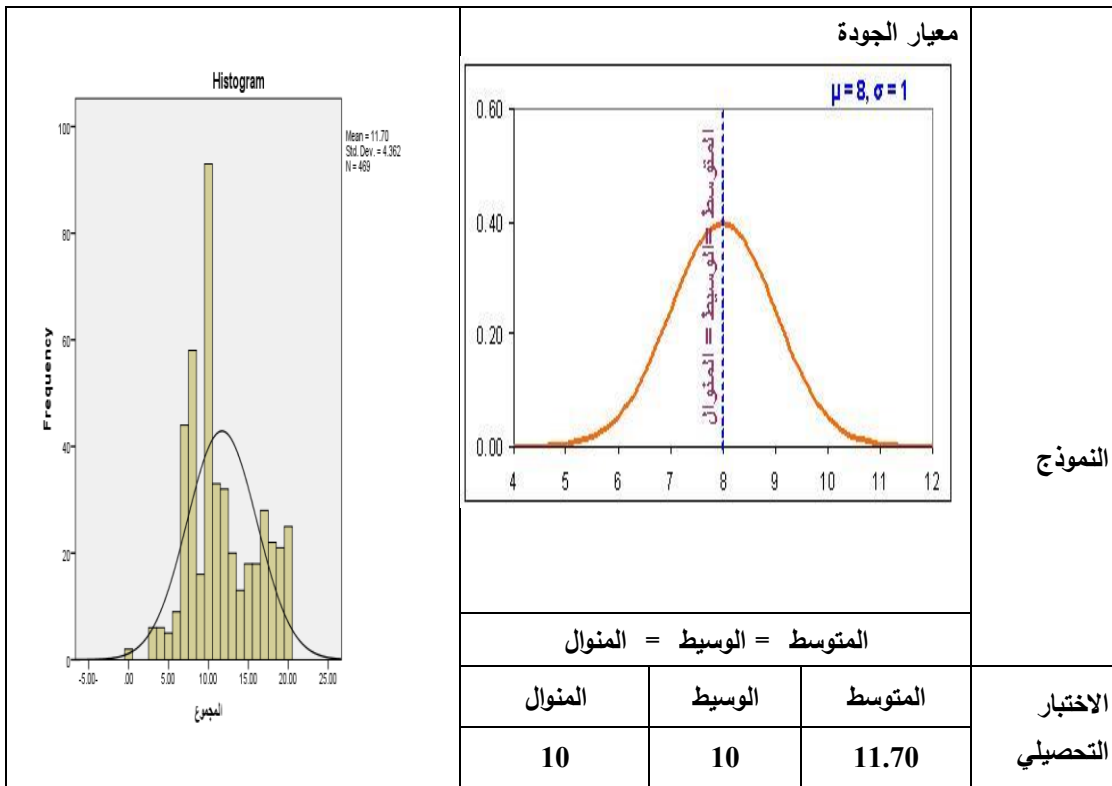 معيار الجودة
Histogram
Mean = 11.70
Std. Dev. = 4.362
N = 469
100
80
60
40
20
0
Frequency
-5.00-
.00
5.00
10.00
15.00
20.00
25.00
المجموع
μ = 8, σ = 1
0.60
0.40
0.20
0.00
4 5 6 7 8 9 10 11 12
المتوسط =الوسيط = المنوال
النموذج
المتوسط = الوسيط = المنوال
الاختبار التحصيلي
المتوسط الوسيط المنوال
11.70 10 10